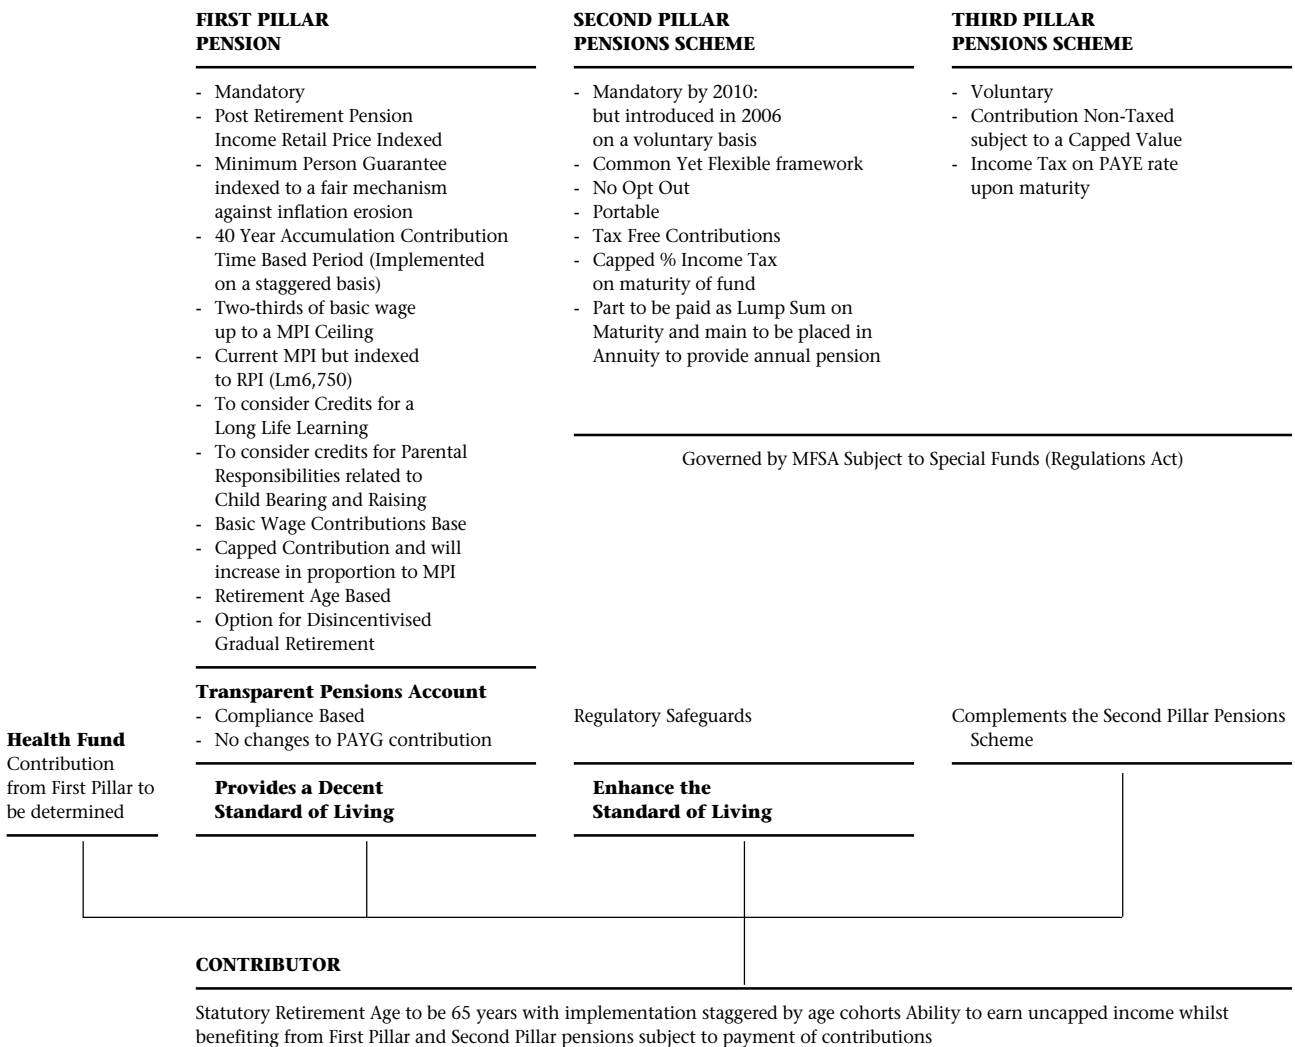 FIRST PILLAR
PENSION
- Mandatory
- Post Retirement Pension
Income Retail Price Indexed
- Minimum Person Guarantee
indexed to a fair mechanism
against inflation erosion
- 40 Year Accumulation Contribution
Time Based Period (Implemented
on a staggered basis)
- Two-thirds of basic wage
up to a MPI Ceiling
- Current MPI but indexed
to RPI (Lm6,750)
- To consider Credits for a
Long Life Learning
- To consider credits for Parental
Responsibilities related to
Child Bearing and Raising
- Basic Wage Contributions Base
- Capped Contribution and will
increase in proportion to MPI
- Retirement Age Based
- Option for Disincentivised
Gradual Retirement
SECOND PILLAR
PENSIONS SCHEME
- Mandatory by 2010:
but introduced in 2006
on a voluntary basis
- Common Yet Flexible framework
- No Opt Out
- Portable
- Tax Free Contributions
- Capped % Income Tax
on maturity of fund
- Part to be paid as Lump Sum on
Maturity and main to be placed in
Annuity to provide annual pension
THIRD PILLAR
PENSIONS SCHEME
- Voluntary
- Contribution Non-Taxed
subject to a Capped Value
- Income Tax on PAYE rate
upon maturity
Governed by MFSA Subject to Special Funds (Regulations Act)
Health Fund
Contribution
from First Pillar to
be determined
Transparent Pensions Account
- Compliance Based
- No changes to PAYG contribution
Provides a Decent
Standard of Living
Regulatory Safeguards
Enhance the
Standard of Living
Complements the Second Pillar Pensions
Scheme
CONTRIBUTOR
Statutory Retirement Age to be 65 years with implementation staggered by age cohorts Ability to earn uncapped income whilst
benefiting from First Pillar and Second Pillar pensions subject to payment of contributions